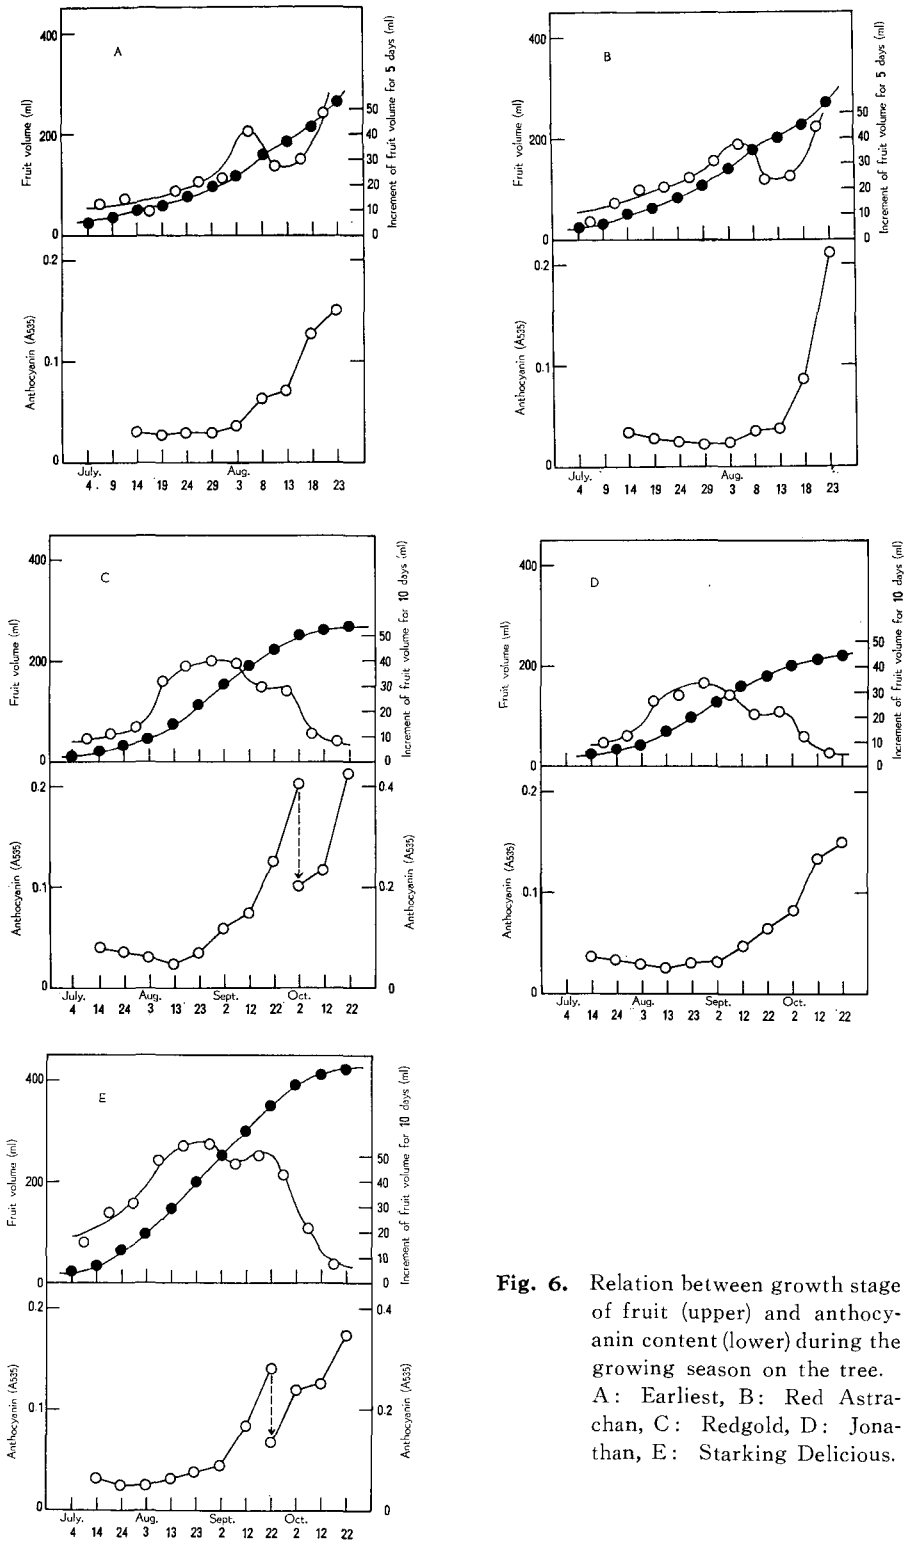 A
400
200
0
Fruit volume (ml)
50
40
30
20
10
0
Increment of fruit volume for 5 days (ml)
0.2
0.1
0
Anthocyanin (A535)
July. Aug.
4 . 9 14 19 24 29 3 8 13 18 23
B
400
200
0
Fruit volume (ml)
50
40
30
20
10
0
Increment of fruit volume for 5 days (ml)
0.2
0.1
0
Anthocyanin (A535)
July. Aug.
4 9 14 19 24 29 3 8 13 18 23
C
400
200
0
Fruit volume (ml)
50
40
30
20
10
0
Increment of fruit volume for 10 days (ml)
0.2
0.1
0
Anthocyanin (A535)
0.4
0.2
0
Anthocyanin (A535)
July. Aug. Sept. Oct.
4 14 24 3 13 23 2 12 22 2 12 22
D
400
200
0
Fruit volume (ml)
50
40
30
20
10
0
Increment of fruit volume for 10 days (ml)
0.2
0.1
0
Anthocyanin (A535)
July. Aug. Sept. Oct.
4 14 24 3 13 23 2 12 22 2 12 22
E
400
200
0
Fruit volume (ml)
50
40
30
20
10
0
Increment of fruit volume for 10 days (ml)
0.2
0.1
0
Anthocyanin (A535)
0.4
0.2
0
Anthocyanin (A535)
July. Aug. Sept. Oct.
4 14 24 3 13 23 2 12 22 2 12 22
Fig. 6. Relation between growth stage
of fruit (upper) and anthocy-
anin content (lower) during the
growing season on the tree.
A: Earliest, B: Red Astra-
chan, C: Redgold, D: Jona-
than, E: Starking Delicious.